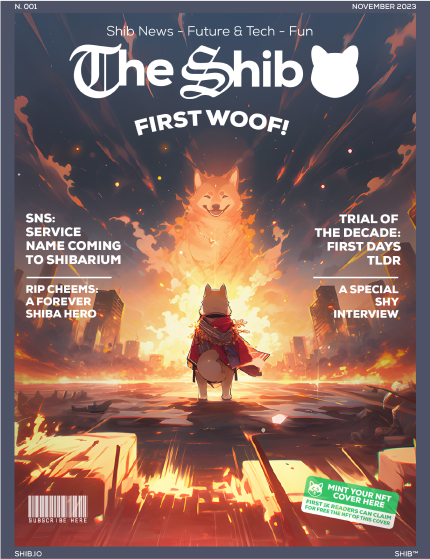 N. 001
NOVEMBER 2023
Shib News - Future & Tech - Fun
The Shib
FIRST WOOF!
SNS:
SERVICE
NAME COMING
TO SHIBARIUM
RIP CHEEMS:
A FOREVER
SHIBA HERO
TRIAL OF
THE DECADE:
FIRST DAYS
TLDR
A SPECIAL
SHY
INTERVIEW
MINT YOUR NFT
COVER HERE
FIRST 1K READERS CAN CLAIM
FOR FREE THE NFT OF THIS COVER
SUBSCRIBE HERE
SHIB.IO
SHIB™